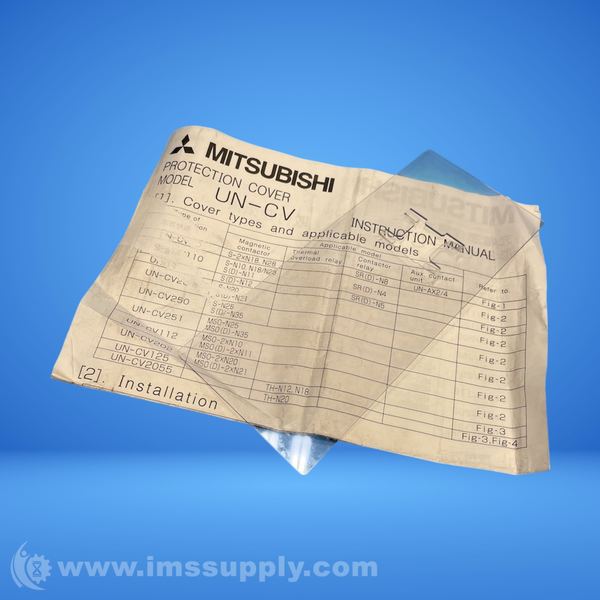 MITSUBISHI
PROTECTION COVER
MODEL UN-CV
INSTRUCTION MANUAL
[1]. Cover types and applicable models
Magnetic contactor
Applicable model
Thermal overload relay
Contactor relay
Aux contact unit
Refer to
S-2xN18, N28
SR(D)-N8
UN-AX2/4
Fig-1
S-N10, N18/N28
S(D)-N11
SR(D)-N4
Fig-2
S(D)-N21
SR(D)-N5
Fig-2
UN-CV250
S-N25
S(D)-N35
Fig-2
UN-CV251
MSO-N25
MSO(D)-N35
Fig-2
UN-CV112
MSO-2xN10
MSO(D)-2xN11
Fig-2
MSO-2xN20
MSO(D)-2xN21
Fig-2
UN-CV125
TH-N12, N18
Fig-3
UN-CV2055
TH-N20
Fig-3, Fig-4
[2]. Installation
www.imssupply.com